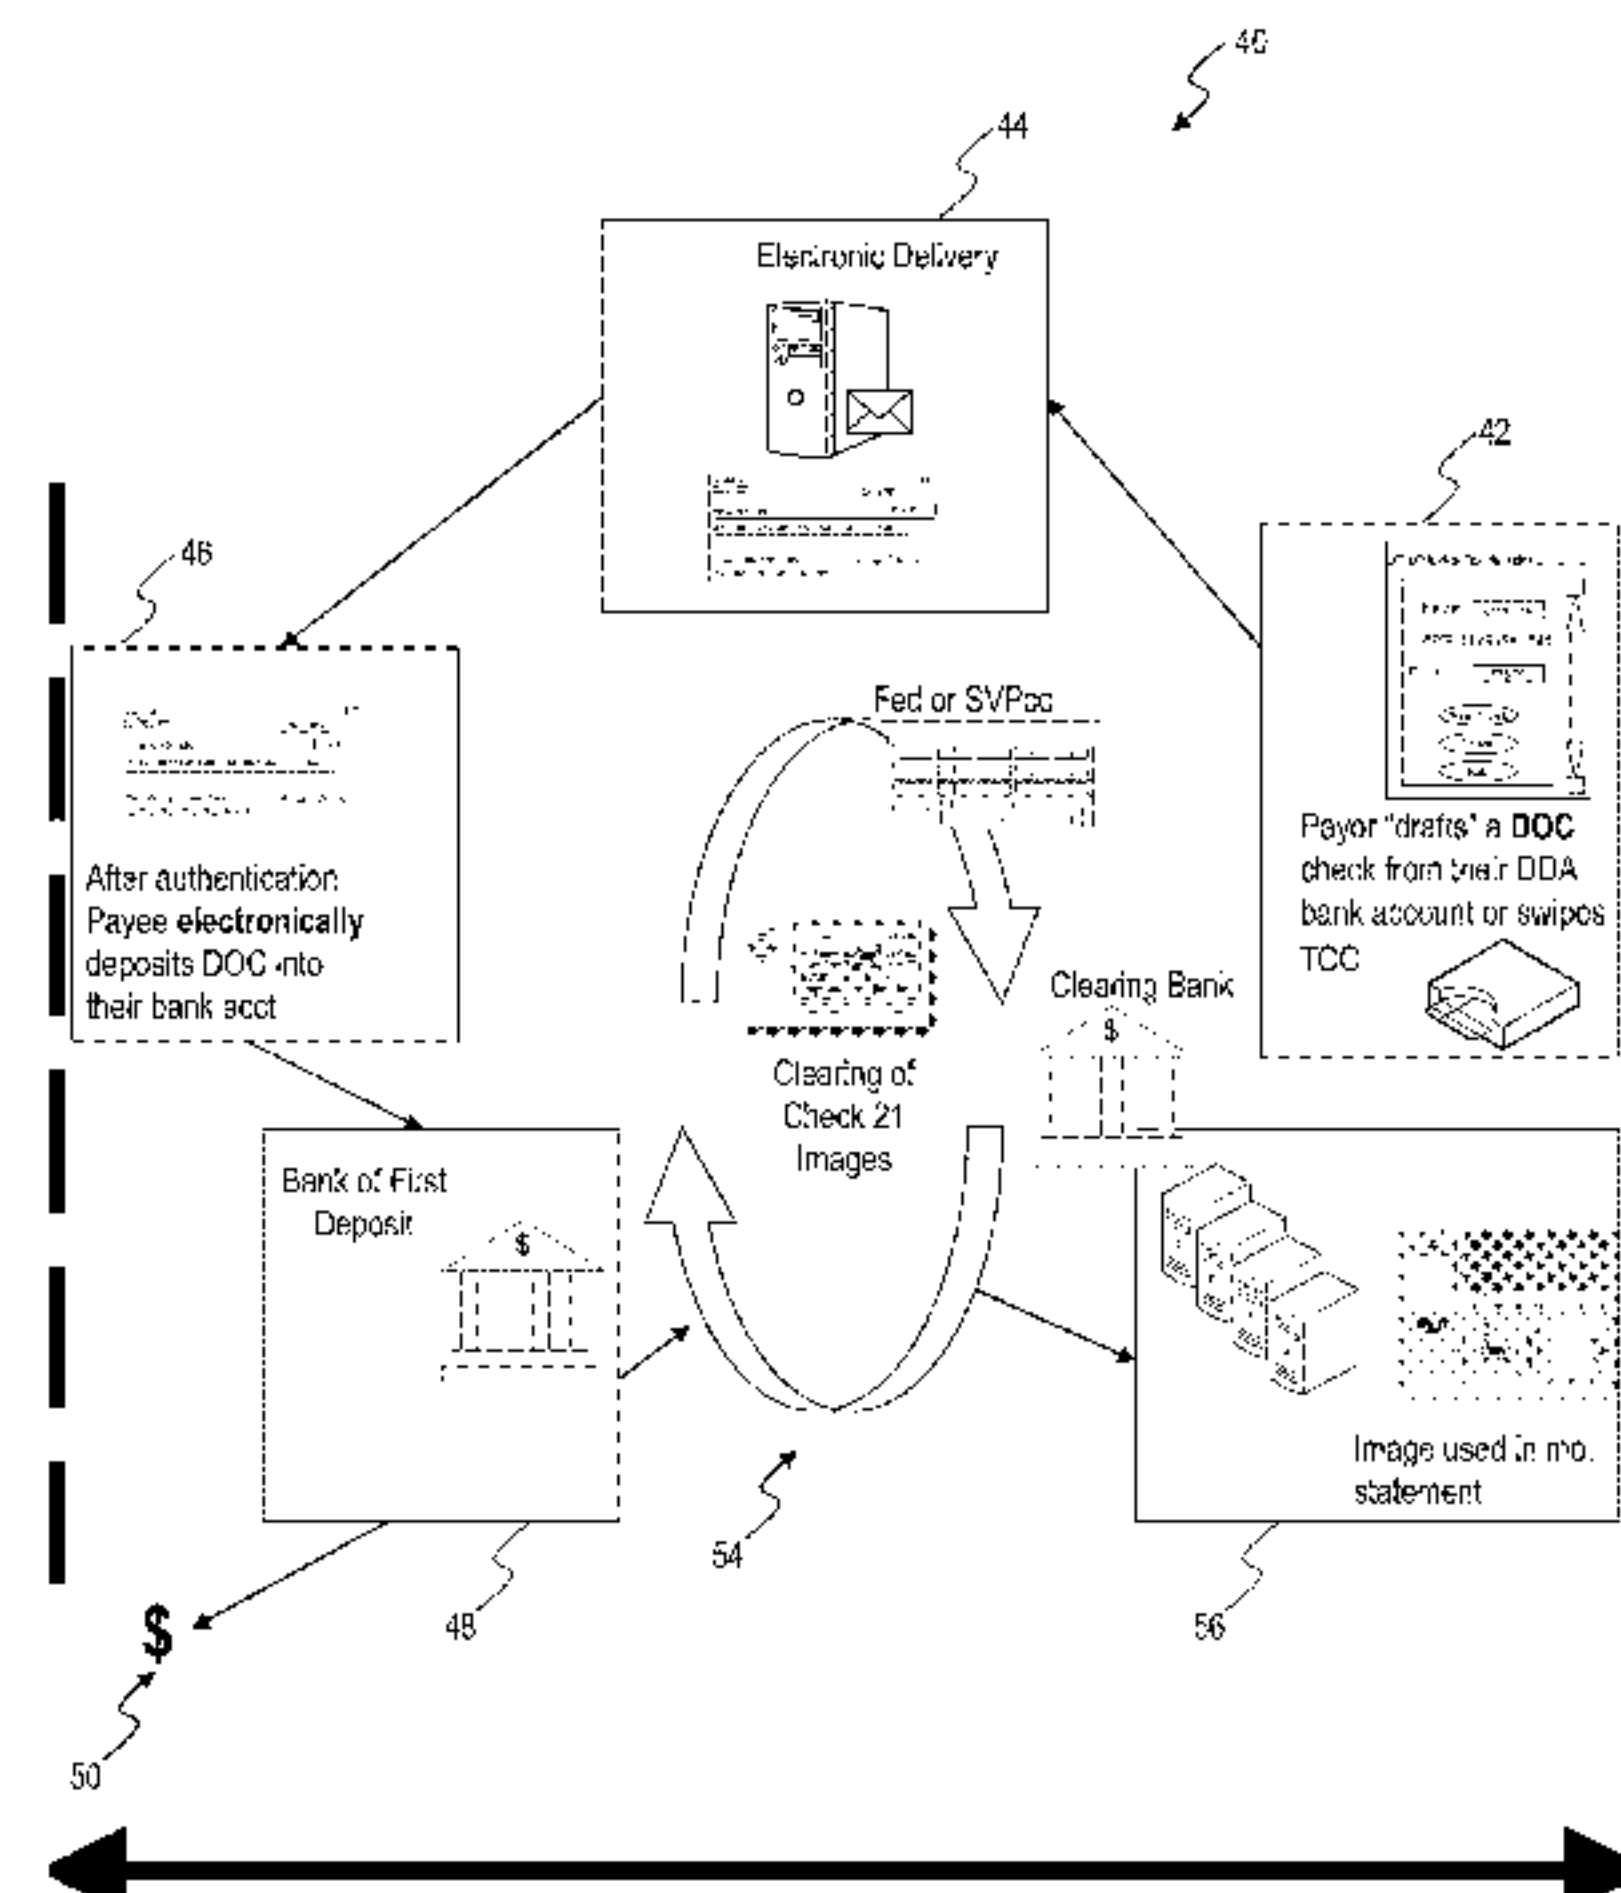 40
44
Electronic Delivery
42
46
Fed or SVPco
Payor "drafts" a DOC
check from their DDA
bank account or swipes
TCC
After authentication
Payee electronically
deposits DOC into
their bank acct
Clearing Bank
$
Clearing of
Check 21
Images
Bank of First
Deposit
$
Image used in mo.
statement
54
48
56
$
50